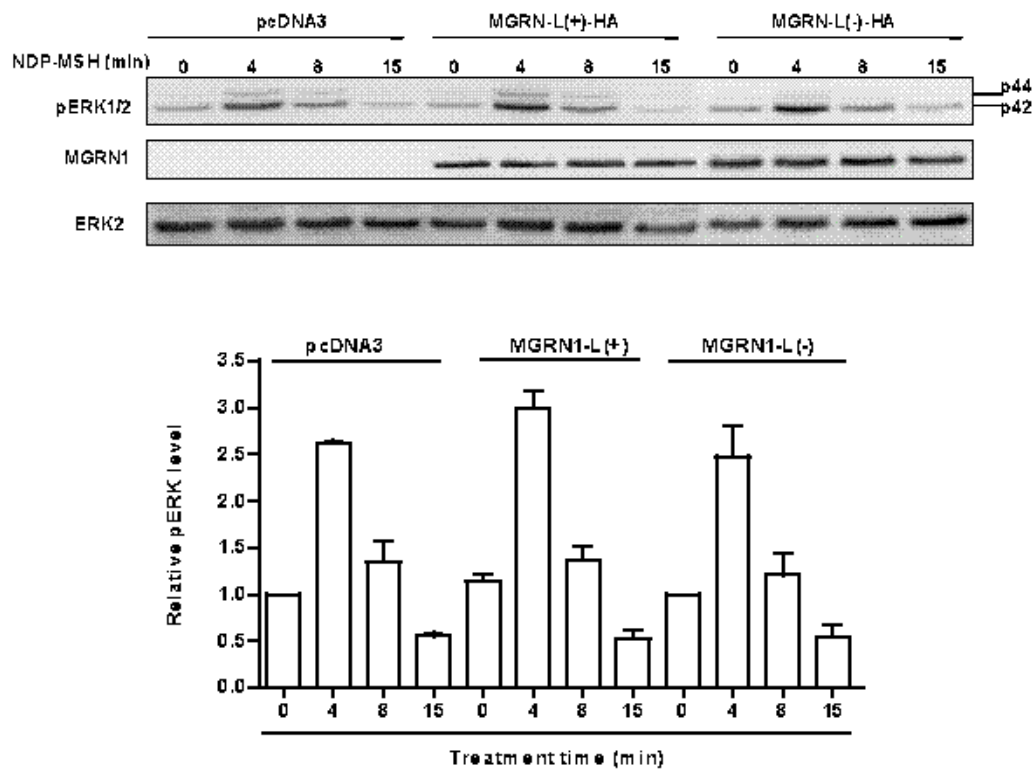 pcDNA3 MGRN-L(+)-HA MGRN-L(-)-HA
NDP-MSH (min) 0 4 8 15 0 4 8 15 0 4 8 15
pERK1/2 p44
p42
MGRN1
ERK2
pcDNA3 MGRN1-L(+) MGRN1-L(-)
3.5
3.0
2.5
2.0
1.5
1.0
0.5
0.0
Relative pERK level
0 4 8 15 0 4 8 15 0 4 8 15
Treatment time (min)